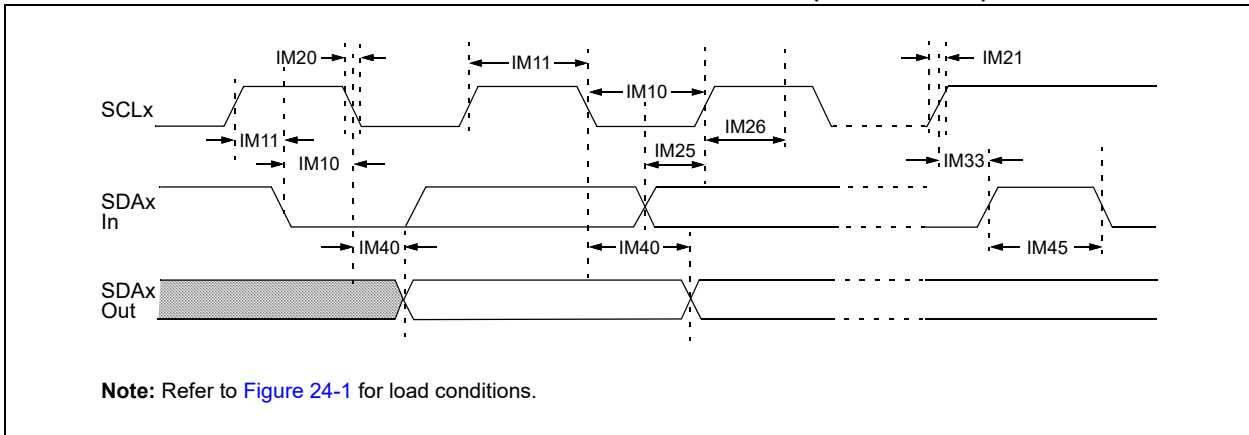 IM20
IM11
IM21
SCLx
IM10
IM11
IM26
IM10
IM25
IM33
SDAx
In
IM40
IM40
IM45
SDAx
Out
Note: Refer to Figure 24-1 for load conditions.